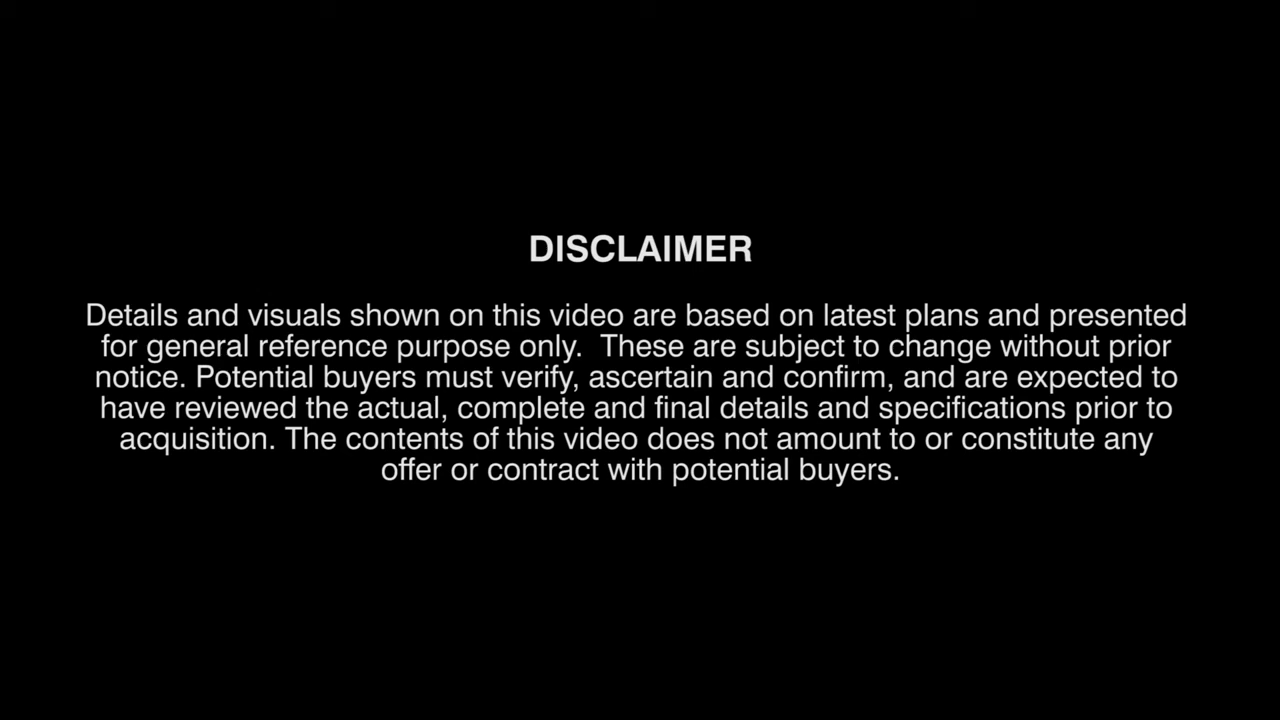 DISCLAIMER
Details and visuals shown on this video are based on latest plans and presented
for general reference purpose only.  These are subject to change without prior
notice. Potential buyers must verify, ascertain and confirm, and are expected to
have reviewed the actual, complete and final details and specifications prior to
acquisition. The contents of this video does not amount to or constitute any
offer or contract with potential buyers.